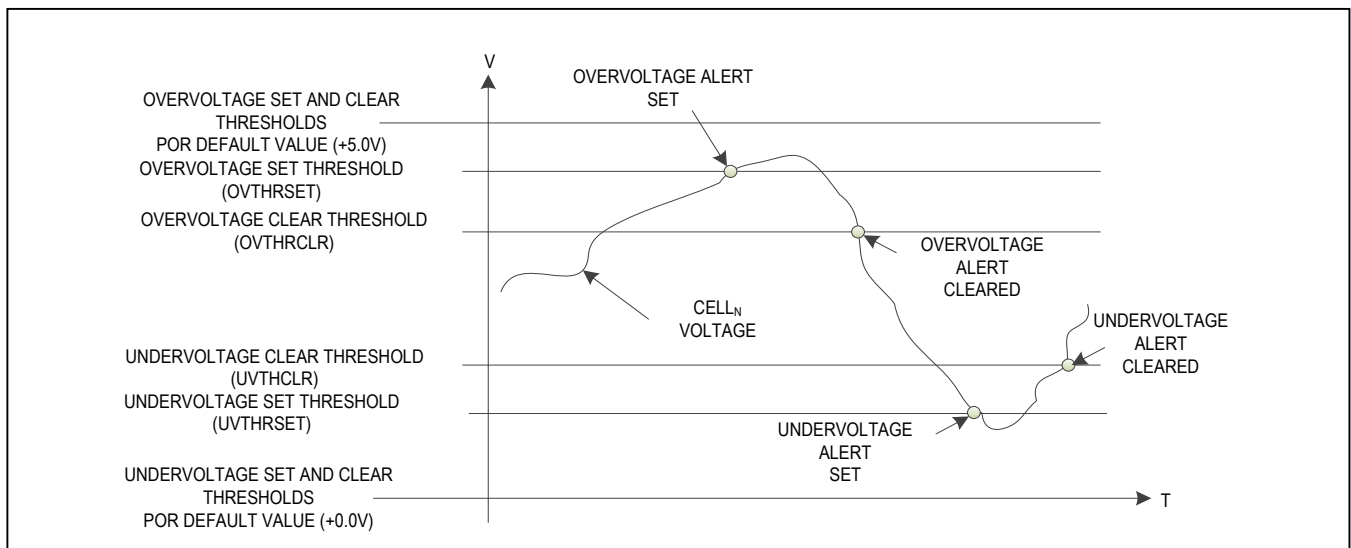 V
OVERVOLTAGE ALERT
SET
OVERVOLTAGE SET AND CLEAR
THRESHOLDS
POR DEFAULT VALUE (+5.0V)
OVERVOLTAGE SET THRESHOLD
(OVTHRSET)
OVERVOLTAGE CLEAR THRESHOLD
(OVTHRCLR)
OVERVOLTAGE
ALERT
CLEARED
CELLN
VOLTAGE
UNDERVOLTAGE
ALERT
CLEARED
UNDERVOLTAGE CLEAR THRESHOLD
(UVTHCLR)
UNDERVOLTAGE SET THRESHOLD
(UVTHRSET)
UNDERVOLTAGE
ALERT
SET
UNDERVOLTAGE SET AND CLEAR
THRESHOLDS
POR DEFAULT VALUE (+0.0V)
T